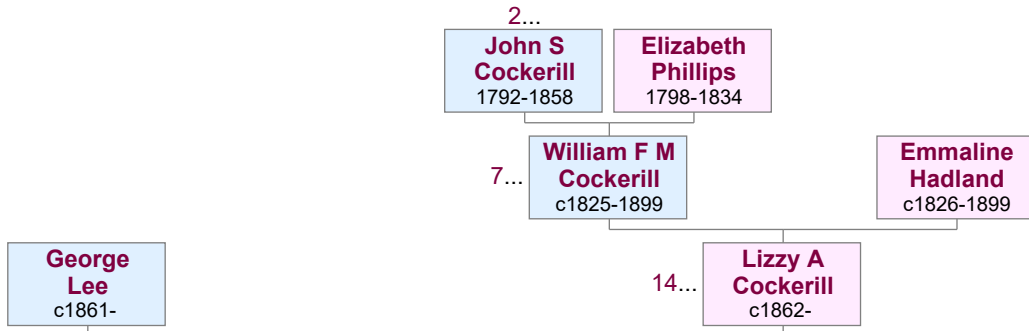 2...
John S
Cockerill
1792-1858
Elizabeth
Phillips
1798-1834
7...
William F M
Cockerill
c1825-1899
Emmaline
Hadland
c1826-1899
George
Lee
c1861-
14...
Lizzy A
Cockerill
c1862-